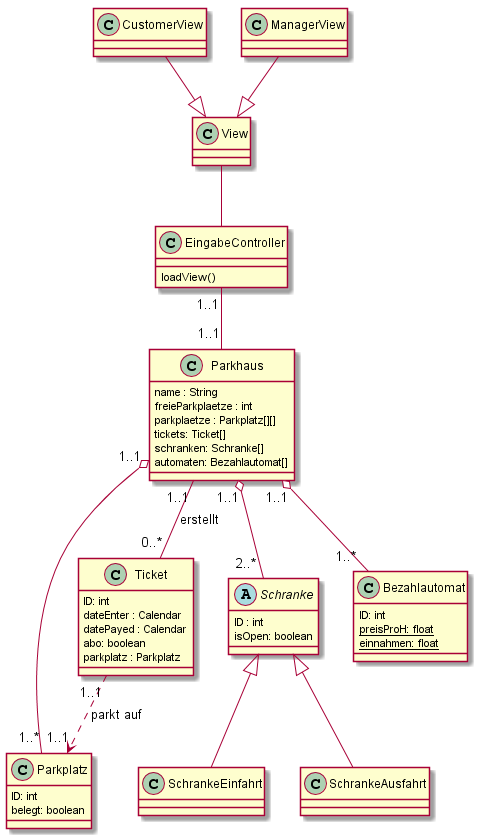 C CustomerView
C ManagerView
C View
C EingabeController
loadView()
1..1
1..1
C Parkhaus
name : String
freieParkplaetze : int
parkplaetze : Parkplatz[][]
tickets: Ticket[]
schranken: Schranke[]
automaten: Bezahlautomat[]
1..1
1..1
1..1
1..1
erstellt
0..*
2..*
1..*
C Ticket
ID: int
dateEnter : Calendar
datePayed : Calendar
abo: boolean
parkplatz : Parkplatz
A Schranke
ID : int
isOpen: boolean
C Bezahlautomat
ID: int
preisProH: float
einnahmen: float
1..1
parkt auf
1..*
1..1
C Parkplatz
ID: int
belegt: boolean
C SchrankeEinfahrt
C SchrankeAusfahrt